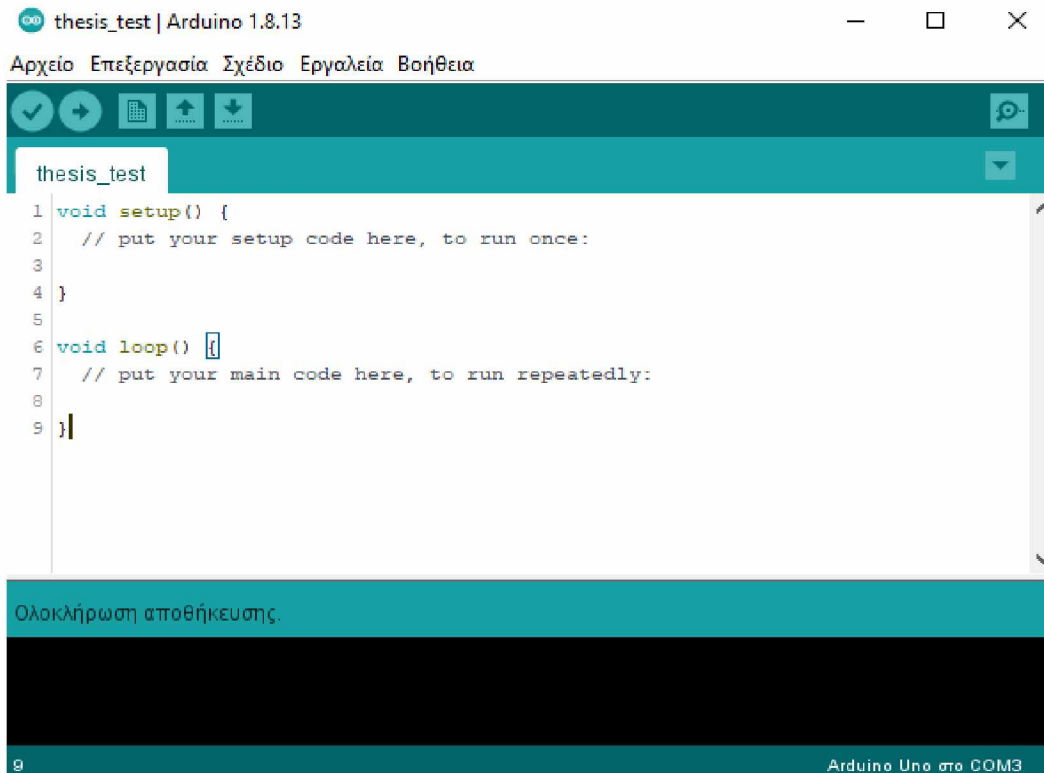 thesis_test | Arduino 1.8.13
Αρχείο Επεξεργασία Σχέδιο Εργαλεία Βοήθεια
thesis_test
1 void setup() {
2 // put your setup code here, to run once:
3
4 }
5
6 void loop() {
7 // put your main code here, to run repeatedly:
8
9 }
Ολοκλήρωση αποθήκευσης.
9 Arduino Uno στο COM3